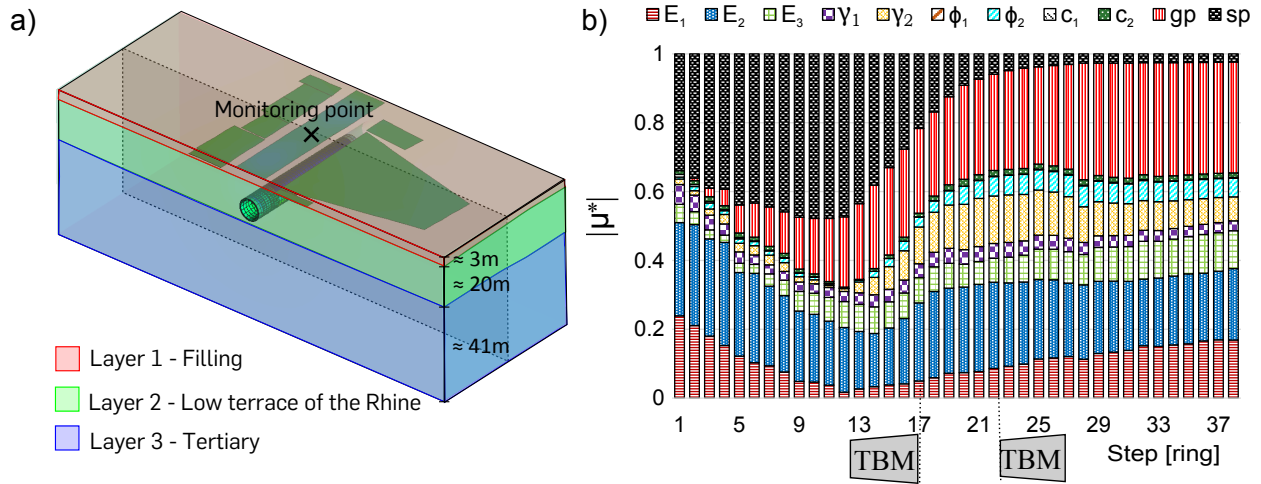 a)
Monitoring point
≈ 3m
≈ 20m
≈ 41m
Layer 1 - Filling
Layer 2 - Low terrace of the Rhine
Layer 3 - Tertiary
b)
E₁ E₂ E₃ γ₁ γ₂ ϕ₁ ϕ₂ c₁ c₂ gp sp
|μ*|
1
0.8
0.6
0.4
0.2
0
1 5 9 13 17 21 25 29 33 37
Step [ring]
TBM TBM